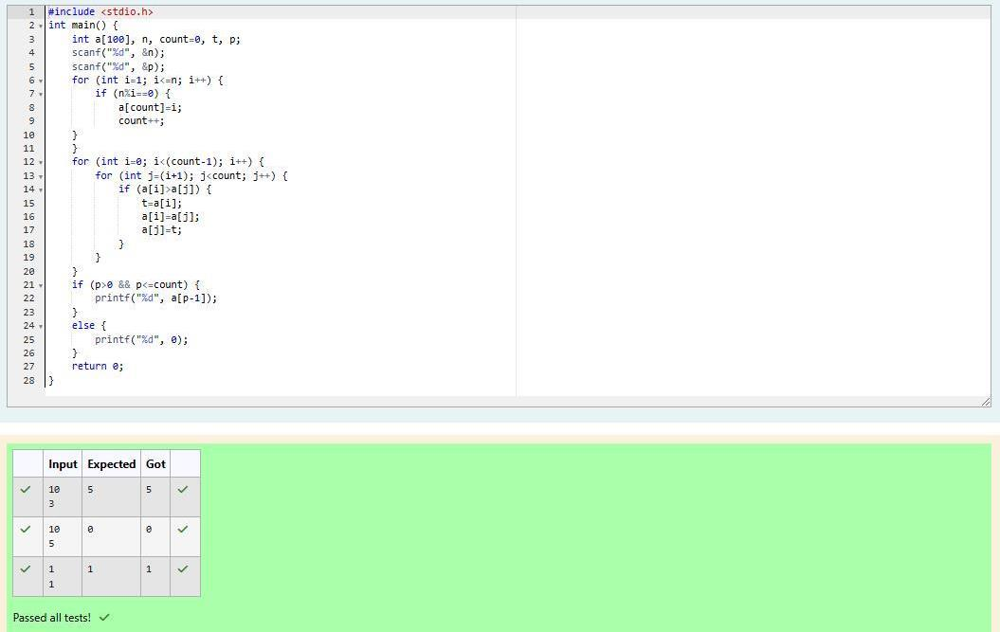 1 #include <stdio.h>
2 int main() {
3     int a[100], n, count=0, t, p;
4     scanf("%d", &n);
5     scanf("%d", &p);
6     for (int i=1; i<=n; i++) {
7         if (n%i==0) {
8             a[count]=i;
9             count++;
10     }
11     }
12     for (int i=0; i<(count-1); i++) {
13         for (int j=(i+1); j<count; j++) {
14             if (a[i]>a[j]) {
15                 t=a[i];
16                 a[i]=a[j];
17                 a[j]=t;
18             }
19         }
20     }
21     if (p>0 && p<=count) {
22         printf("%d", a[p-1]);
23     }
24     else {
25         printf("%d", 0);
26     }
27     return 0;
28 }
Input Expected Got
10 5 5
3
10 0 0
5
1 1 1
1
Passed all tests!